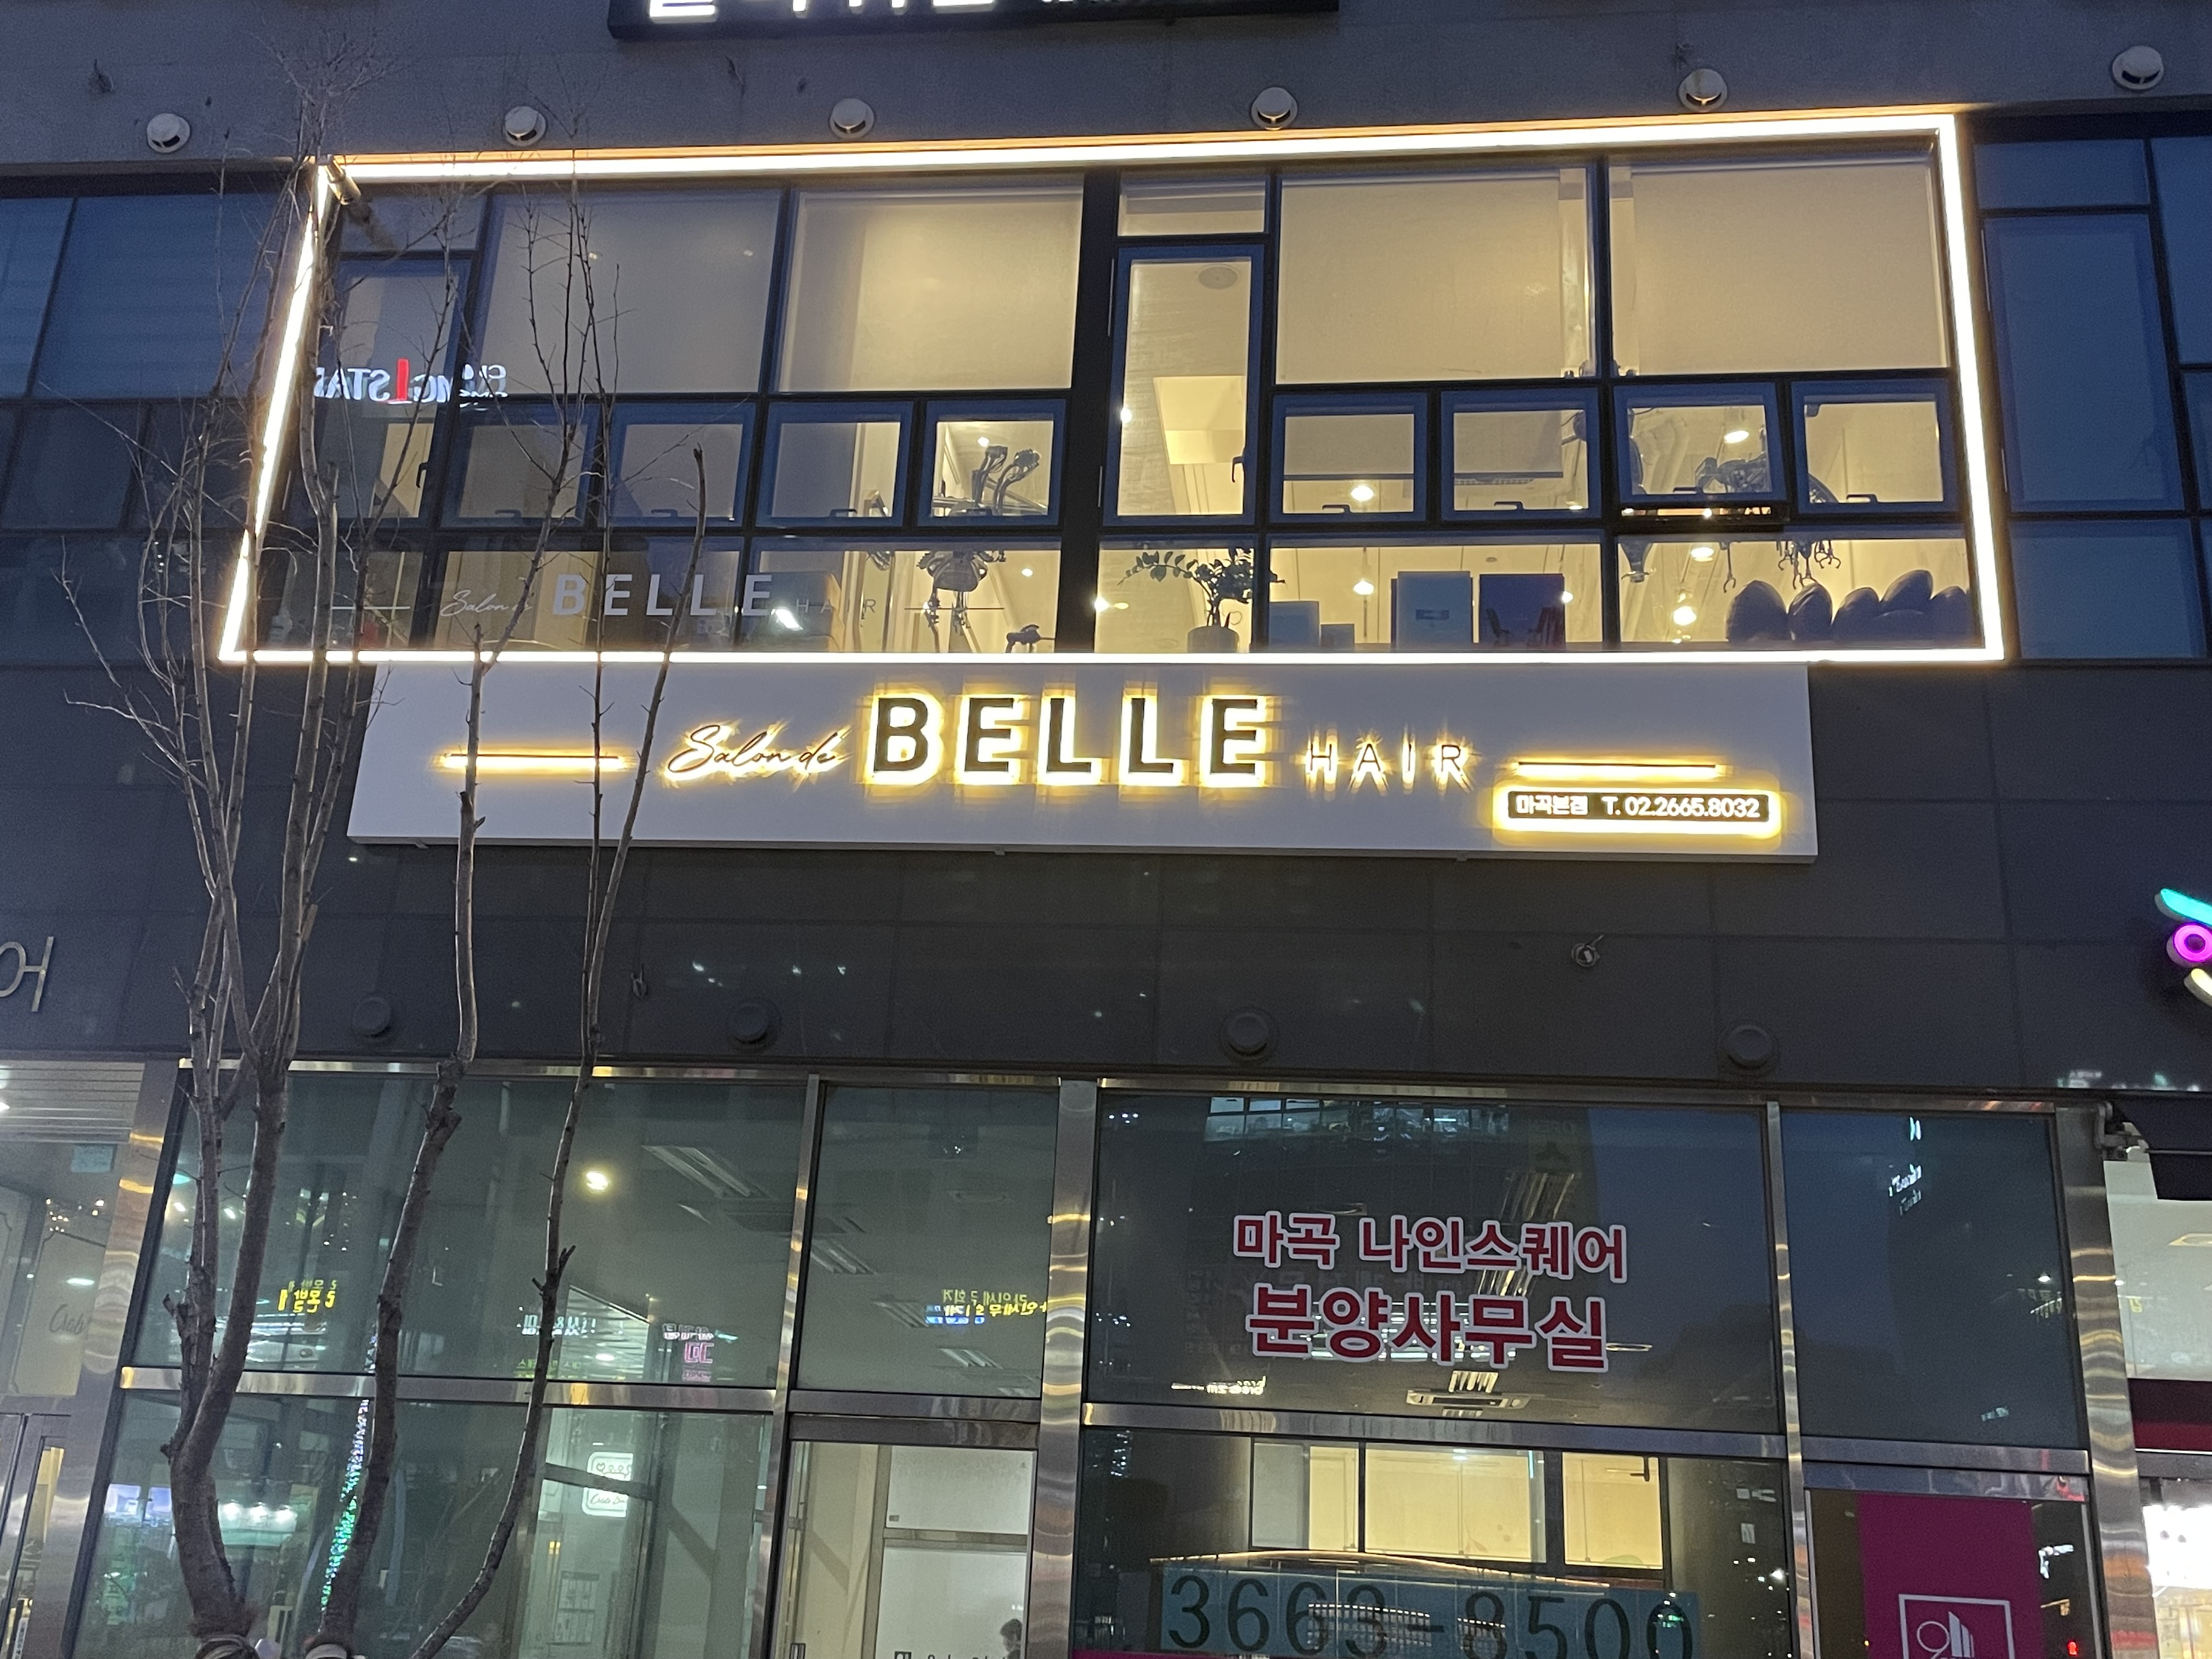 Salon de BELLE HAIR
Salon de BELLE HAIR
마곡본점 T. 02.2665.8032
어
마곡 나인스퀘어
분양사무실
3663-8500